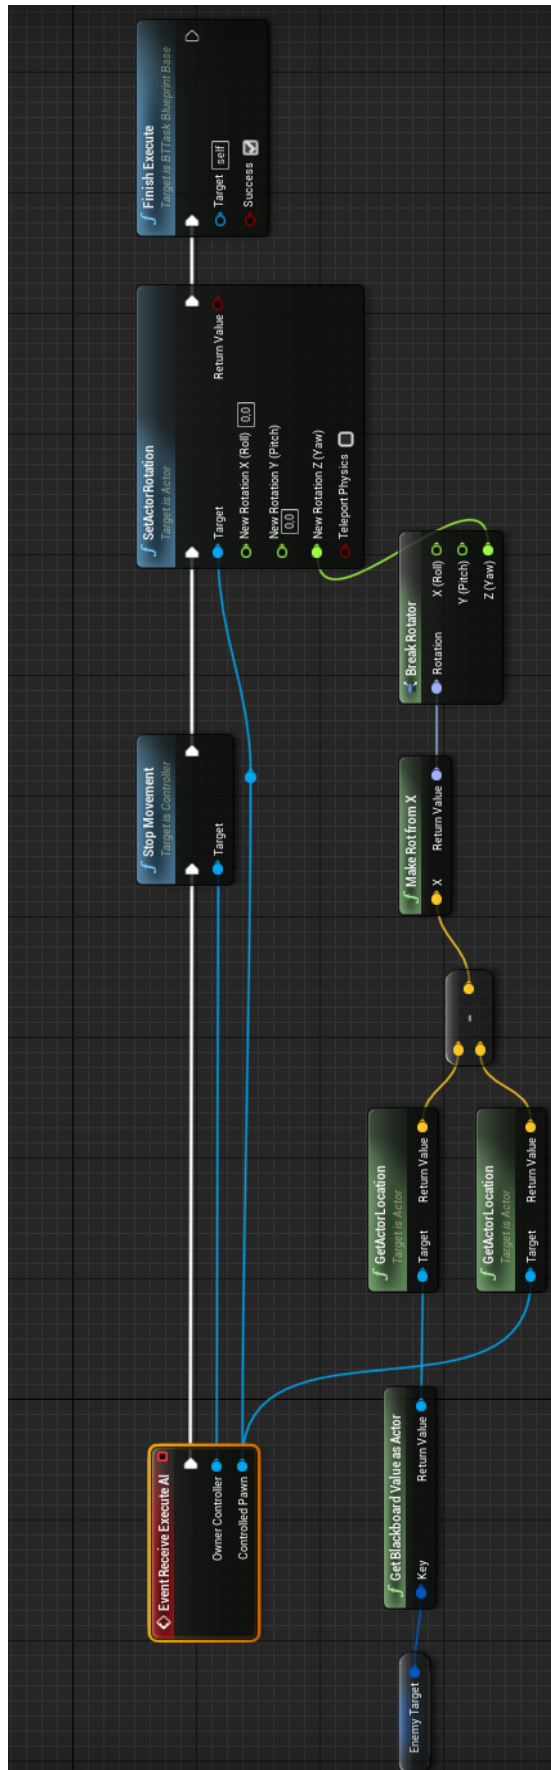 Event Receive Execute AI
Owner Controller
Controlled Pawn
Stop Movement
Target is Controller
Target
SetActorRotation
Target is Actor
Target
Return Value
New Rotation X (Roll) 0,0
New Rotation Y (Pitch)
0,0
New Rotation Z (Yaw)
Teleport Physics
Finish Execute
Target is BTTask Blueprint Base
Target self
Success
Enemy Target
Get Blackboard Value as Actor
Key Return Value
GetActorLocation
Target is Actor
Target Return Value
GetActorLocation
Target is Actor
Target Return Value
-
Make Rot from X
X Return Value
Break Rotator
Rotation X (Roll)
Y (Pitch)
Z (Yaw)